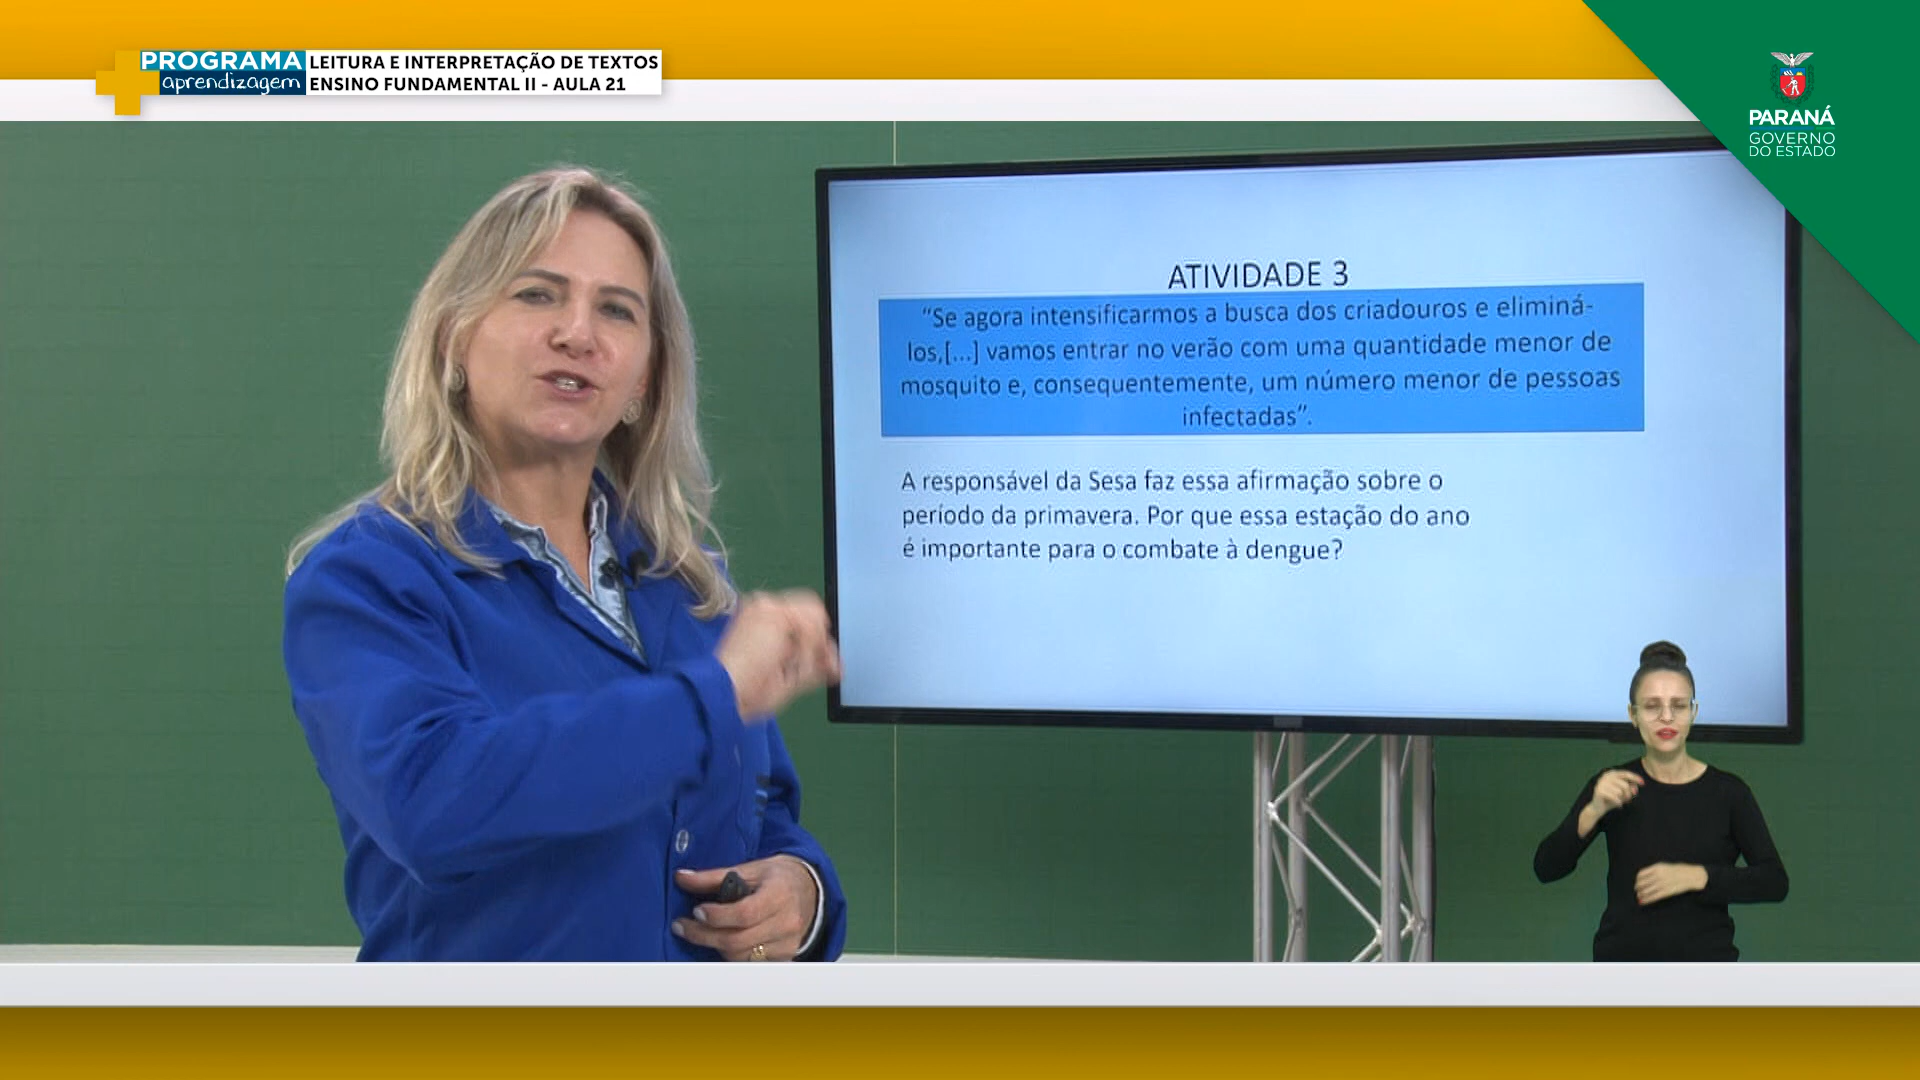 PROGRAMA
aprendizagem
LEITURA E INTERPRETAÇÃO DE TEXTOS
ENSINO FUNDAMENTAL II - AULA 21
PARANÁ
GOVERNO
DO ESTADO
ATIVIDADE 3
“Se agora intensificarmos a busca dos criadouros e eliminá-
los,[...] vamos entrar no verão com uma quantidade menor de
mosquito e, consequentemente, um número menor de pessoas
infectadas”.
A responsável da Sesa faz essa afirmação sobre o
período da primavera. Por que essa estação do ano
é importante para o combate à dengue?